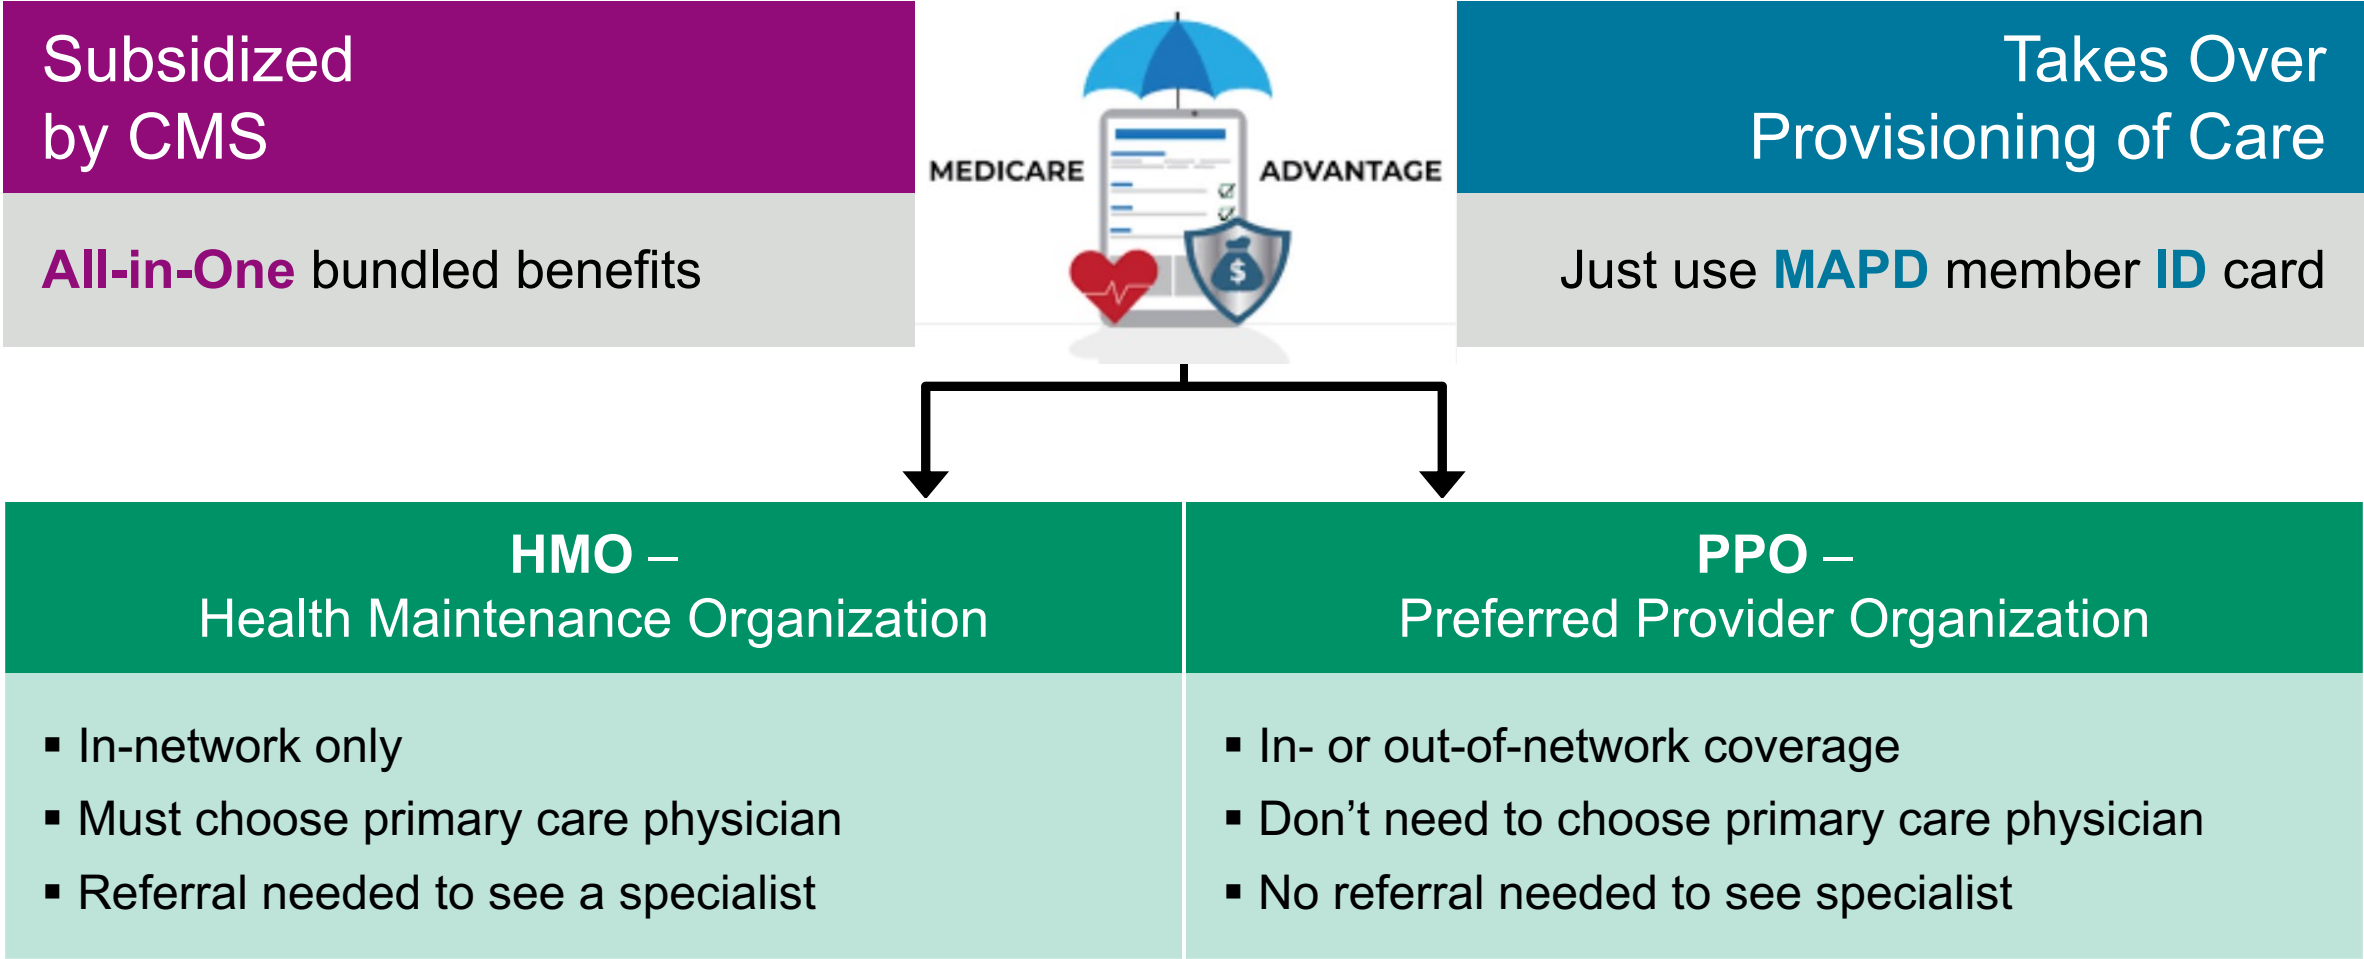 Subsidized
by CMS
All-in-One bundled benefits
MEDICARE ADVANTAGE
$
Takes Over
Provisioning of Care
Just use MAPD member ID card
HMO –
Health Maintenance Organization
▪ In-network only
▪ Must choose primary care physician
▪ Referral needed to see a specialist
PPO –
Preferred Provider Organization
▪ In- or out-of-network coverage
▪ Don’t need to choose primary care physician
▪ No referral needed to see specialist